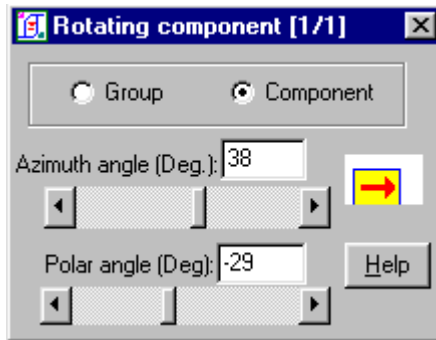 Rotating component [1/1]
Group Component
Azimuth angle (Deg.): 38
Polar angle (Deg): -29 Help